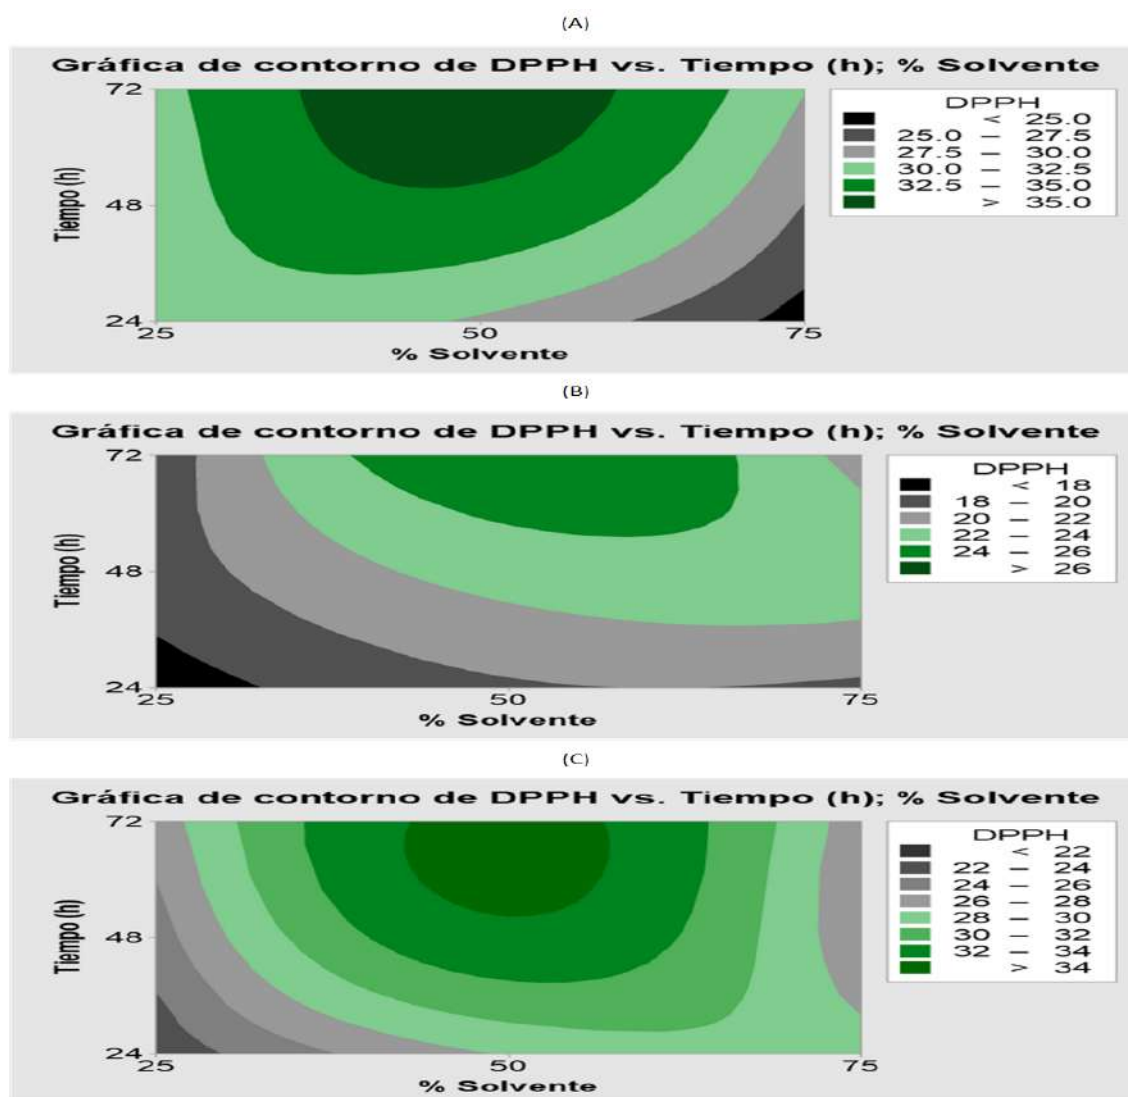 (A)
Gráfica de contorno de DPPH vs. Tiempo (h); % Solvente
DPPH
< 25.0
25.0 – 27.5
27.5 – 30.0
30.0 – 32.5
32.5 – 35.0
> 35.0
72
48
24
Tiempo (h)
25 50 75
% Solvente
(B)
Gráfica de contorno de DPPH vs. Tiempo (h); % Solvente
DPPH
< 18
18 – 20
20 – 22
22 – 24
24 – 26
> 26
72
48
24
Tiempo (h)
25 50 75
% Solvente
(C)
Gráfica de contorno de DPPH vs. Tiempo (h); % Solvente
DPPH
< 22
22 – 24
24 – 26
26 – 28
28 – 30
30 – 32
32 – 34
> 34
72
48
24
Tiempo (h)
25 50 75
% Solvente